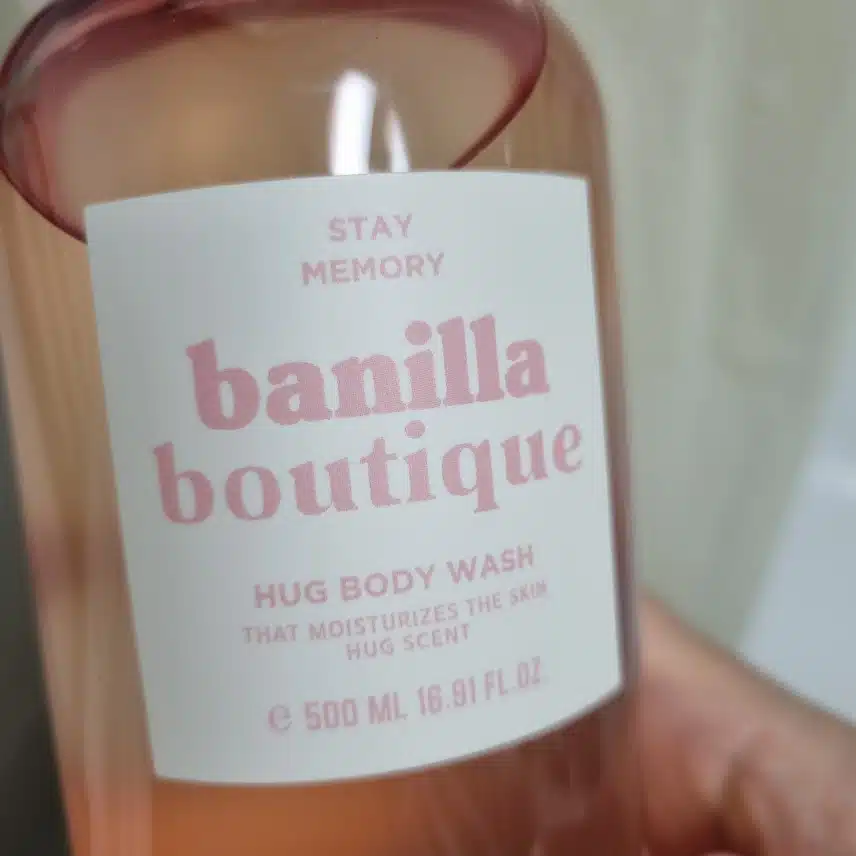 STAY
MEMORY
banilla
boutique
HUG BODY WASH
THAT MOISTURIZES THE SKIN
HUG SCENT
℮ 500 ML 16.91 FL.OZ.